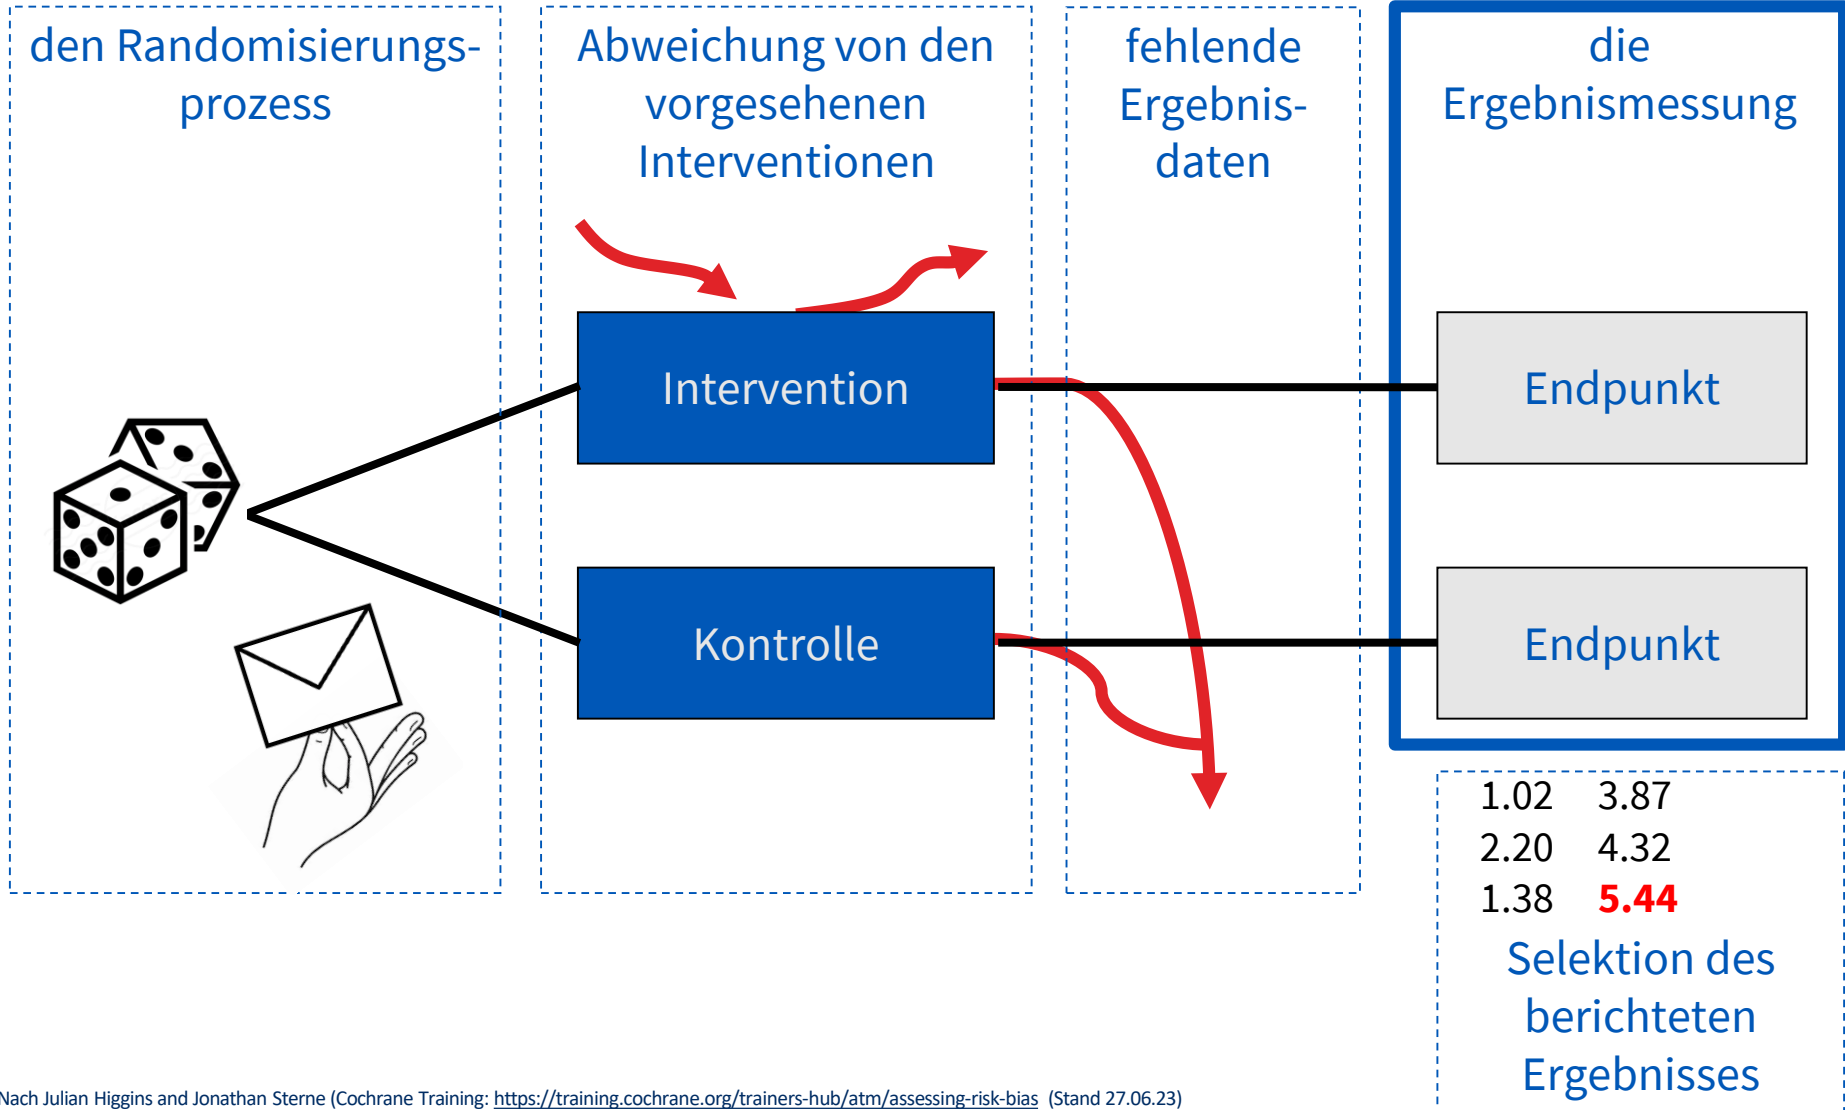 den Randomisierungs-
prozess
Abweichung von den
vorgesehenen
Interventionen
fehlende
Ergebnis-
daten
die
Ergebnismessung
Intervention
Endpunkt
Kontrolle
Endpunkt
1.02 3.87
2.20 4.32
1.38 5.44
Selektion des
berichteten
Ergebnisses
Nach Julian Higgins and Jonathan Sterne (Cochrane Training: https://training.cochrane.org/trainers-hub/atm/assessing-risk-bias (Stand 27.06.23)